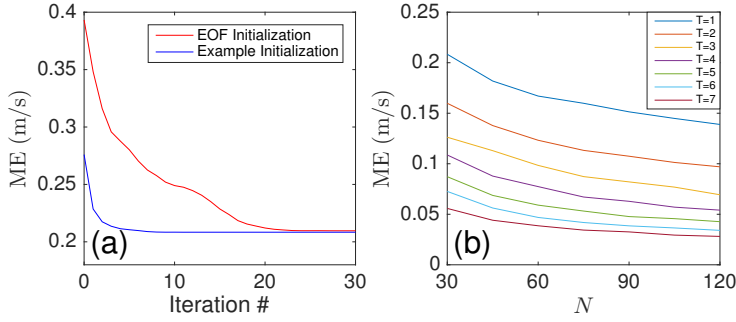 ME (m/s)
0.4
0.3
0.25
0.2
EOF Initialization
Example Initialization
(a)
0
10
20
30
Iteration #
ME (m/s)
0.25
0.2
0.15
0.1
0.05
0
T=1
T=2
T=3
T=4
T=5
T=6
T=7
(b)
30
60
90
120
N